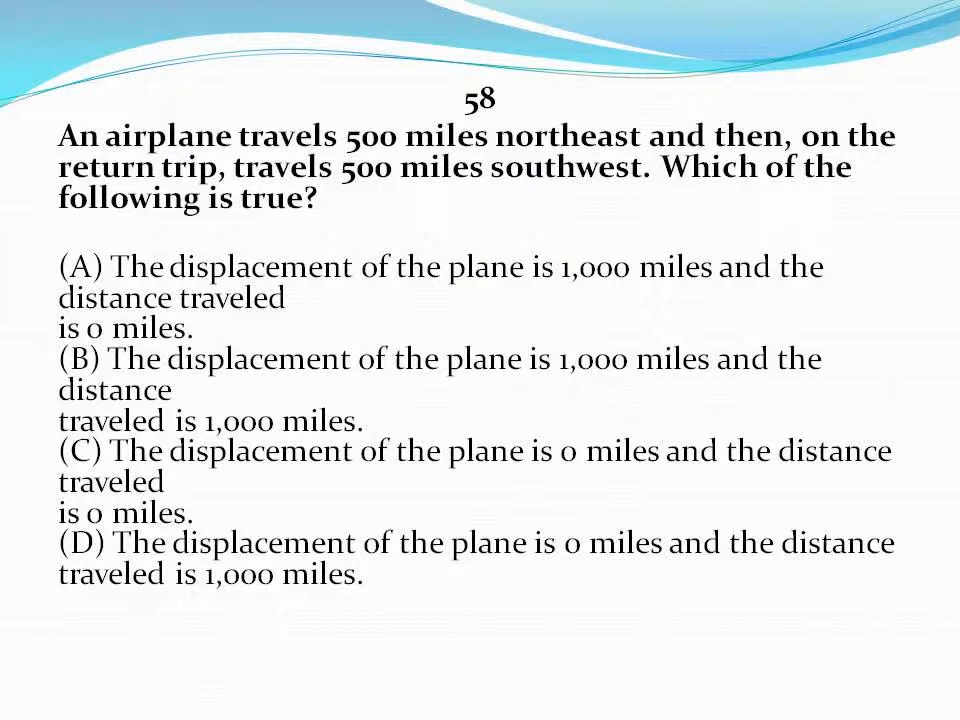 58
An airplane travels 500 miles northeast and then, on the
return trip, travels 500 miles southwest. Which of the
following is true?
(A) The displacement of the plane is 1,000 miles and the
distance traveled
is 0 miles.
(B) The displacement of the plane is 1,000 miles and the
distance
traveled is 1,000 miles.
(C) The displacement of the plane is 0 miles and the distance
traveled
is 0 miles.
(D) The displacement of the plane is 0 miles and the distance
traveled is 1,000 miles.